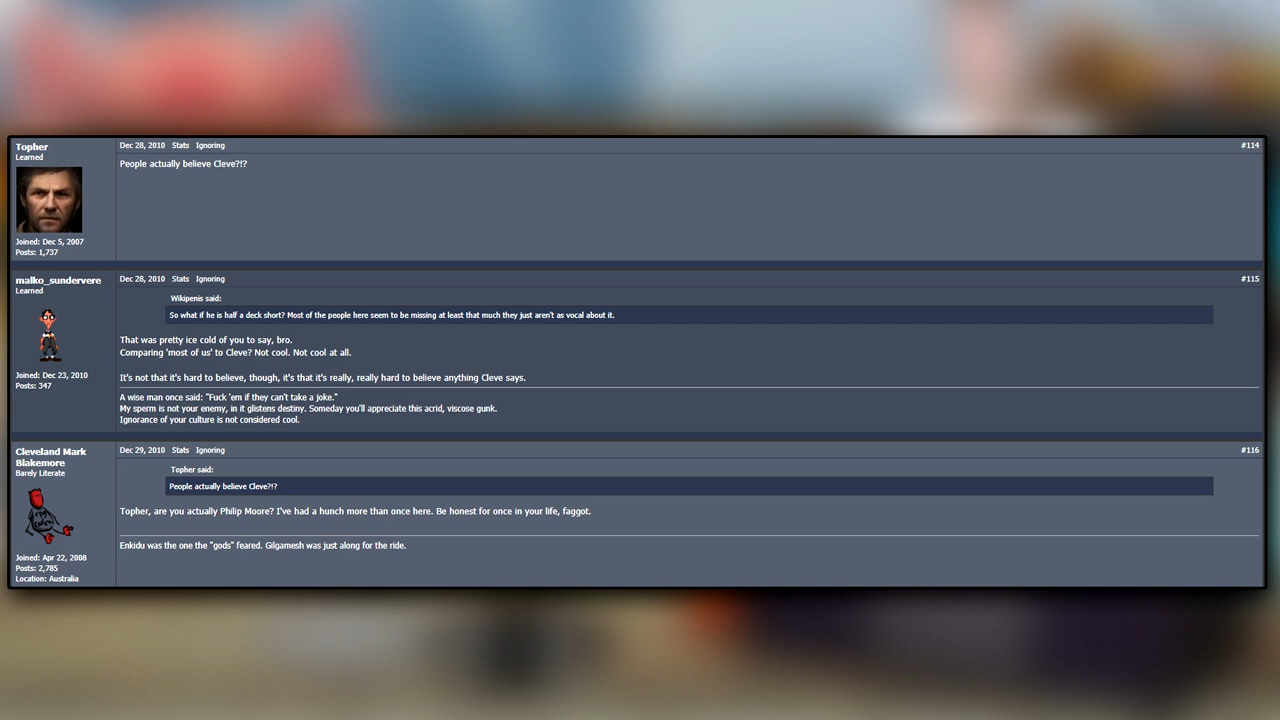 Topher
Learned
Joined: Dec 5, 2007
Posts: 1,737
Dec 28, 2010 Stats Ignoring #114
People actually believe Cleve?!?
malko_sundervere
Learned
Joined: Dec 23, 2010
Posts: 347
Dec 28, 2010 Stats Ignoring #115
Wikipenis said:
So what if he is half a deck short? Most of the people here seem to be missing at least that much they just aren't as vocal about it.
That was pretty ice cold of you to say, bro.
Comparing 'most of us' to Cleve? Not cool. Not cool at all.
It's not that it's hard to believe, though, it's that it's really, really hard to believe anything Cleve says.
A wise man once said: "Fuck 'em if they can't take a joke."
My sperm is not your enemy, in it glistens destiny. Someday you'll appreciate this acrid, viscose gunk.
Ignorance of your culture is not considered cool.
Cleveland Mark
Blakemore
Barely Literate
Joined: Apr 22, 2008
Posts: 2,785
Location: Australia
Dec 29, 2010 Stats Ignoring #116
Topher said:
People actually believe Cleve?!?
Topher, are you actually Philip Moore? I've had a hunch more than once here. Be honest for once in your life, faggot.
Enkidu was the one the "gods" feared. Gilgamesh was just along for the ride.